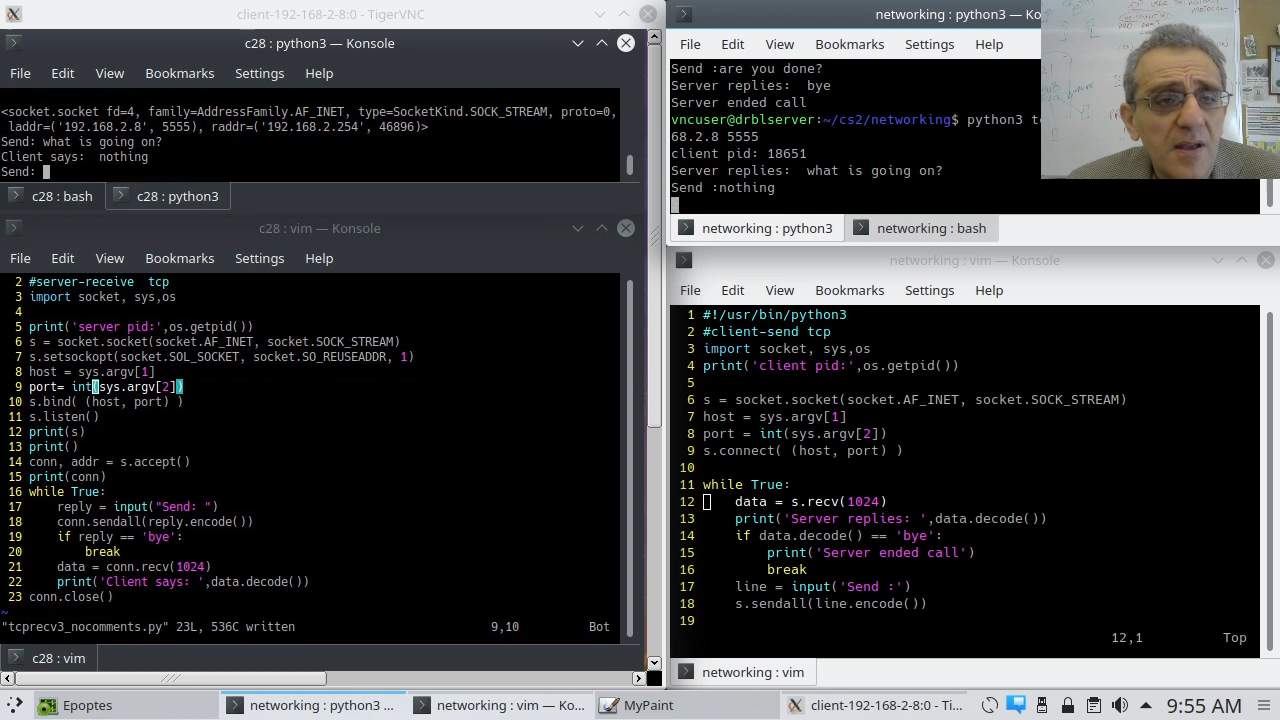 client-192-168-2-8:0 - TigerVNC
c28 : python3 — Konsole
File Edit View Bookmarks Settings Help
<socket.socket fd=4, family=AddressFamily.AF_INET, type=SocketKind.SOCK_STREAM, proto=0,
laddr=('192.168.2.8', 5555), raddr=('192.168.2.254', 46896)>
Send: what is going on?
Client says:  nothing
Send:
c28 : bash
c28 : python3
c28 : vim — Konsole
File Edit View Bookmarks Settings Help
2 #server-receive  tcp
3 import socket, sys,os
4
5 print('server pid:',os.getpid())
6 s = socket.socket(socket.AF_INET, socket.SOCK_STREAM)
7 s.setsockopt(socket.SOL_SOCKET, socket.SO_REUSEADDR, 1)
8 host = sys.argv[1]
9 port= int(sys.argv[2])
10 s.bind( (host, port) )
11 s.listen()
12 print(s)
13 print()
14 conn, addr = s.accept()
15 print(conn)
16 while True:
17     reply = input("Send: ")
18     conn.sendall(reply.encode())
19     if reply == 'bye':
20         break
21     data = conn.recv(1024)
22     print('Client says: ',data.decode())
23 conn.close()
~
"tcprecv3_nocomments.py" 23L, 536C written 9,10 Bot
c28 : vim
networking : python3 — Ko
File Edit View Bookmarks Settings Help
Send :are you done?
Server replies:  bye
Server ended call
vncuser@drblserver:~/cs2/networking$ python3 t
68.2.8 5555
client pid: 18651
Server replies:  what is going on?
Send :nothing
networking : python3
networking : bash
networking : vim — Konsole
File Edit View Bookmarks Settings Help
1 #!/usr/bin/python3
2 #client-send tcp
3 import socket, sys,os
4 print('client pid:',os.getpid())
5
6 s = socket.socket(socket.AF_INET, socket.SOCK_STREAM)
7 host = sys.argv[1]
8 port = int(sys.argv[2])
9 s.connect( (host, port) )
10
11 while True:
12     data = s.recv(1024)
13     print('Server replies: ',data.decode())
14     if data.decode() == 'bye':
15         print('Server ended call')
16         break
17     line = input('Send :')
18     s.sendall(line.encode())
19
12,1 Top
networking : vim
Epoptes
networking : python3 ...
networking : vim — Ko...
MyPaint
client-192-168-2-8:0 - Ti...
9:55 AM